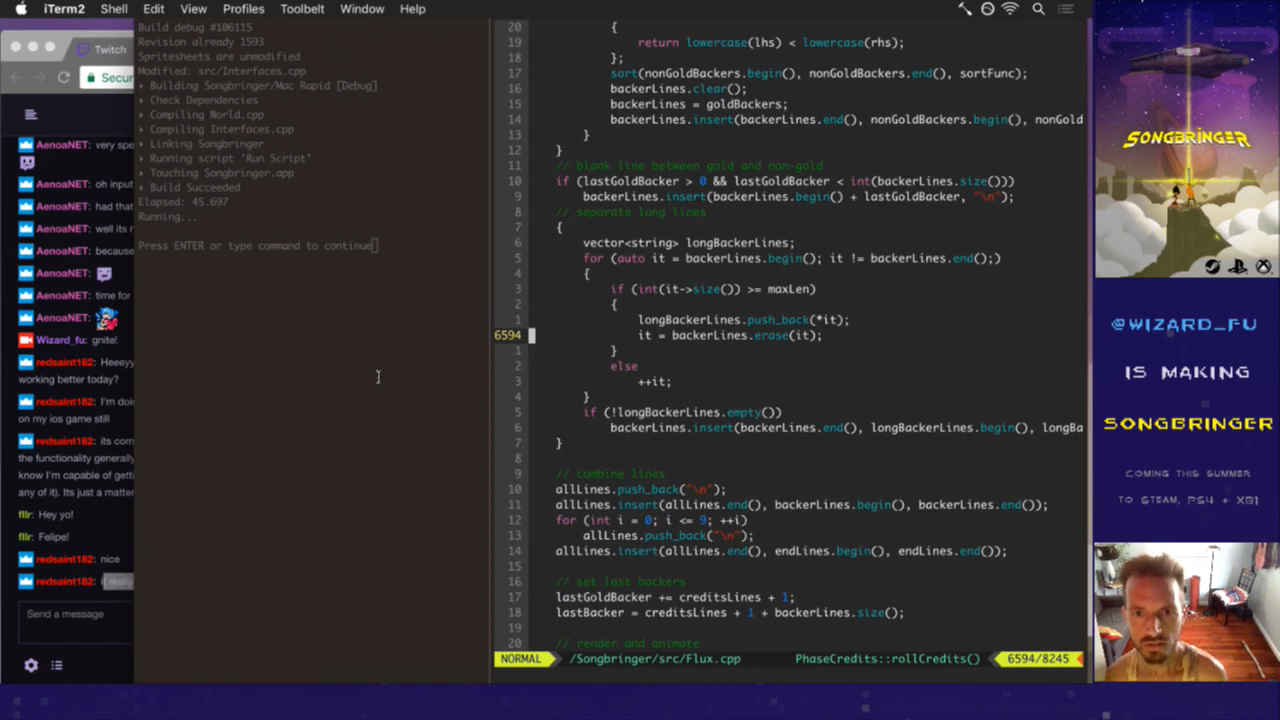 iTerm2 Shell Edit View Profiles Toolbelt Window Help
Twitch
Secur
AenoaNET: very spe
AenoaNET: oh input
AenoaNET: had that
AenoaNET: well its r
AenoaNET: because
AenoaNET:
AenoaNET: time for
AenoaNET:
Wizard_fu: gnite!
redsaint182: Heeeyy
working better today?
redsaint182: I'm doi
on my ios game still
redsaint182: its com
the functionality generally
know I'm capable of getti
any of it). Its just a matter
fllr: Hey yo!
fllr: Felipe!
redsaint182: nice
redsaint182: it really
Send a message
Build debug #106115
Revision already 1593
Spritesheets are unmodified
Modified: src/Interfaces.cpp
▸ Building Songbringer/Mac Rapid [Debug]
▸ Check Dependencies
▸ Compiling World.cpp
▸ Compiling Interfaces.cpp
▸ Linking Songbringer
▸ Running script 'Run Script'
▸ Touching Songbringer.app
▸ Build Succeeded
Elapsed: 45.697
Running...
Press ENTER or type command to continue
20 {
19 return lowercase(lhs) < lowercase(rhs);
18 };
17 sort(nonGoldBackers.begin(), nonGoldBackers.end(), sortFunc);
16 backerLines.clear();
15 backerLines = goldBackers;
14 backerLines.insert(backerLines.end(), nonGoldBackers.begin(), nonGold
13 }
12 }
11 // blank line between gold and non-gold
10 if (lastGoldBacker > 0 && lastGoldBacker < int(backerLines.size()))
9 backerLines.insert(backerLines.begin() + lastGoldBacker, "\n");
8 // separate long lines
7 {
6 vector<string> longBackerLines;
5 for (auto it = backerLines.begin(); it != backerLines.end();)
4 {
3 if (int(it->size()) >= maxLen)
2 {
1 longBackerLines.push_back(*it);
6594 it = backerLines.erase(it);
1 }
2 else
3 ++it;
4 }
5 if (!longBackerLines.empty())
6 backerLines.insert(backerLines.end(), longBackerLines.begin(), longBa
7 }
8
9 // combine lines
10 allLines.push_back("\n");
11 allLines.insert(allLines.end(), backerLines.begin(), backerLines.end());
12 for (int i = 0; i <= 9; ++i)
13 allLines.push_back("\n");
14 allLines.insert(allLines.end(), endLines.begin(), endLines.end());
15
16 // set last backers
17 lastGoldBacker += creditsLines + 1;
18 lastBacker = creditsLines + 1 + backerLines.size();
19
20 // render and animate
NORMAL /Songbringer/src/Flux.cpp PhaseCredits::rollCredits() 6594/8245
SONGBRINGER
@WIZARD_FU
IS MAKING
SONGBRINGER
COMING THIS SUMMER
TO STEAM, PS4 + XB1